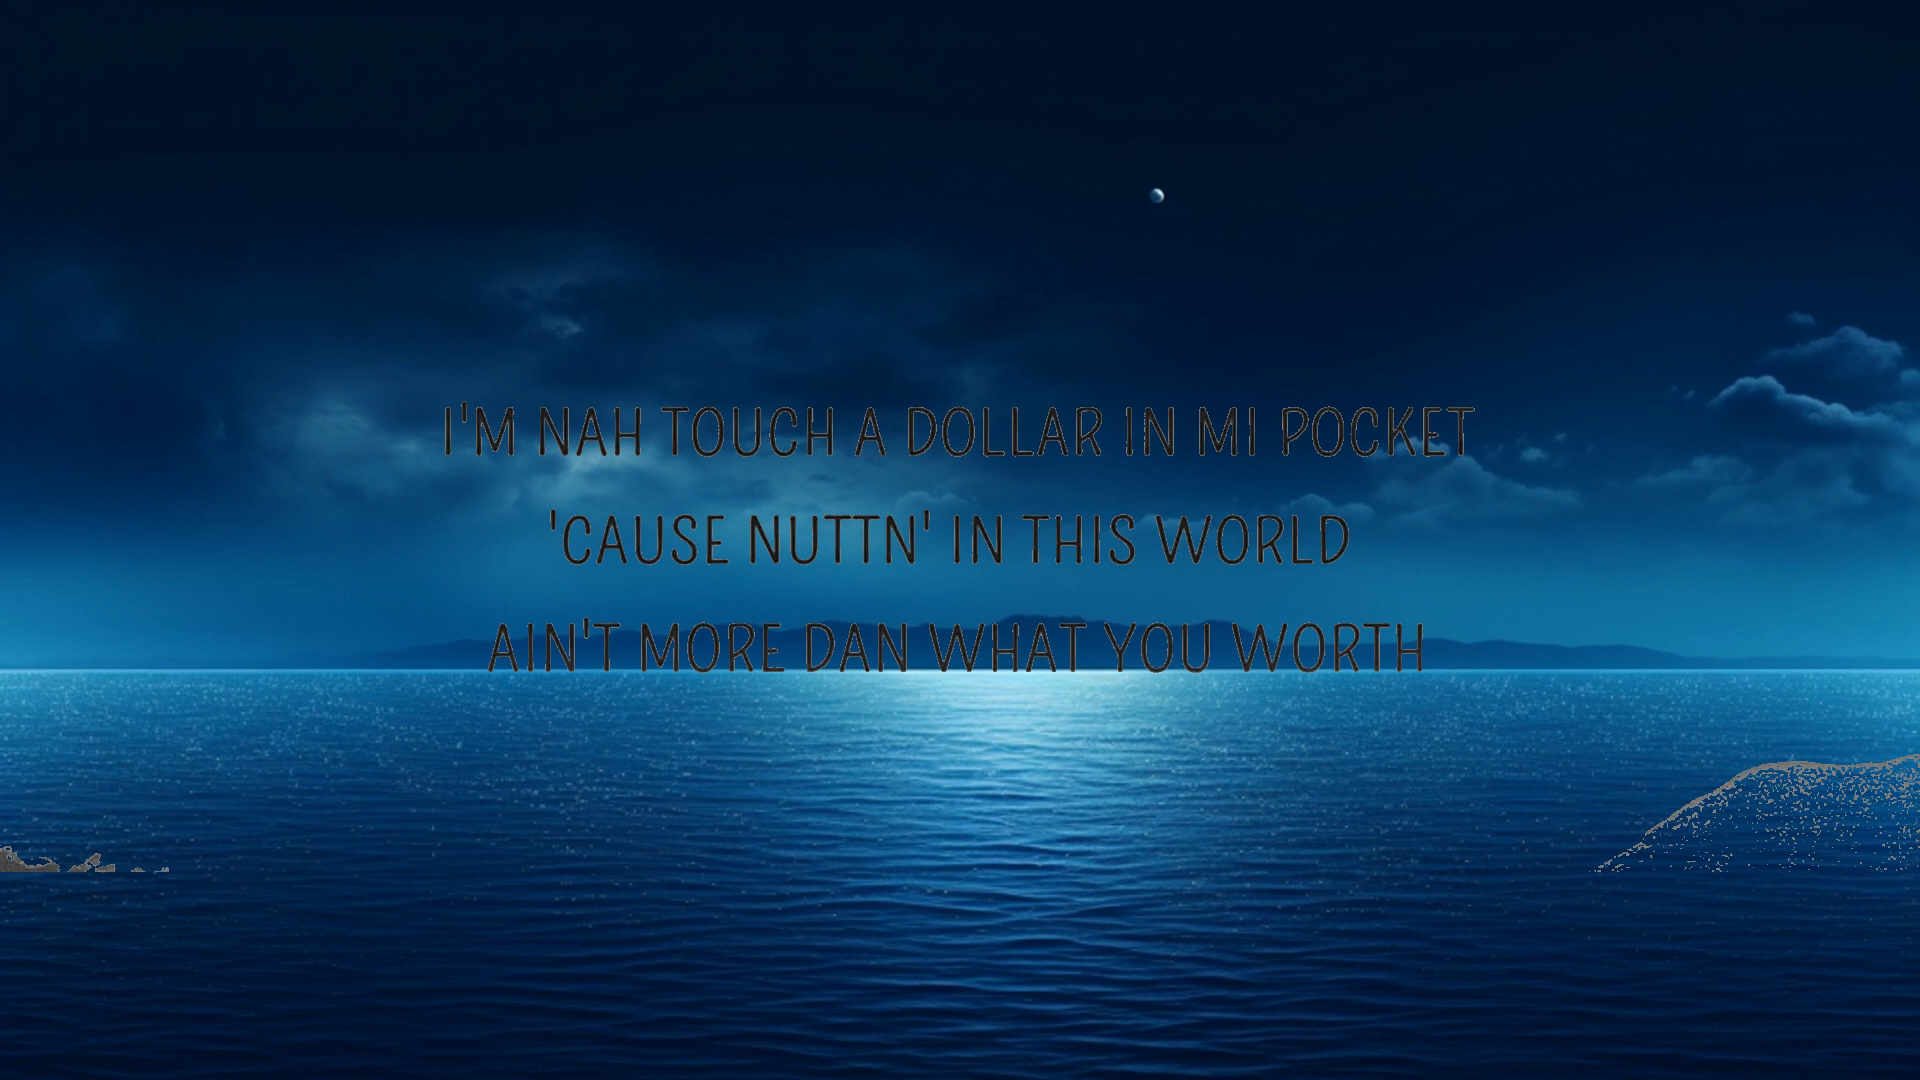 I'M NAH TOUCH A DOLLAR IN MI POCKET
'CAUSE NUTTN' IN THIS WORLD
AIN'T MORE DAN WHAT YOU WORTH